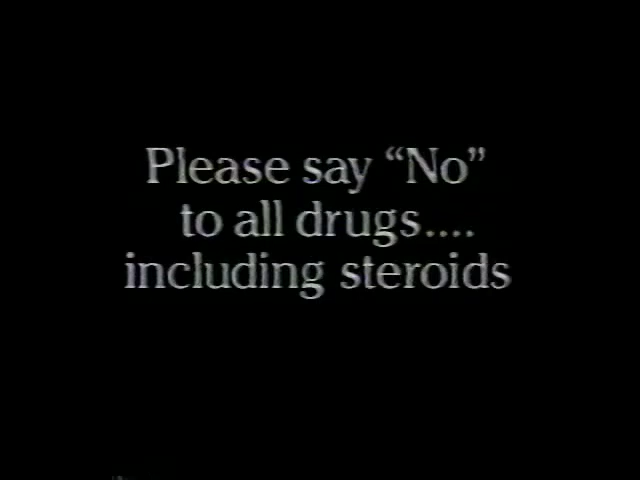 Please say “No”
to all drugs....
including steroids